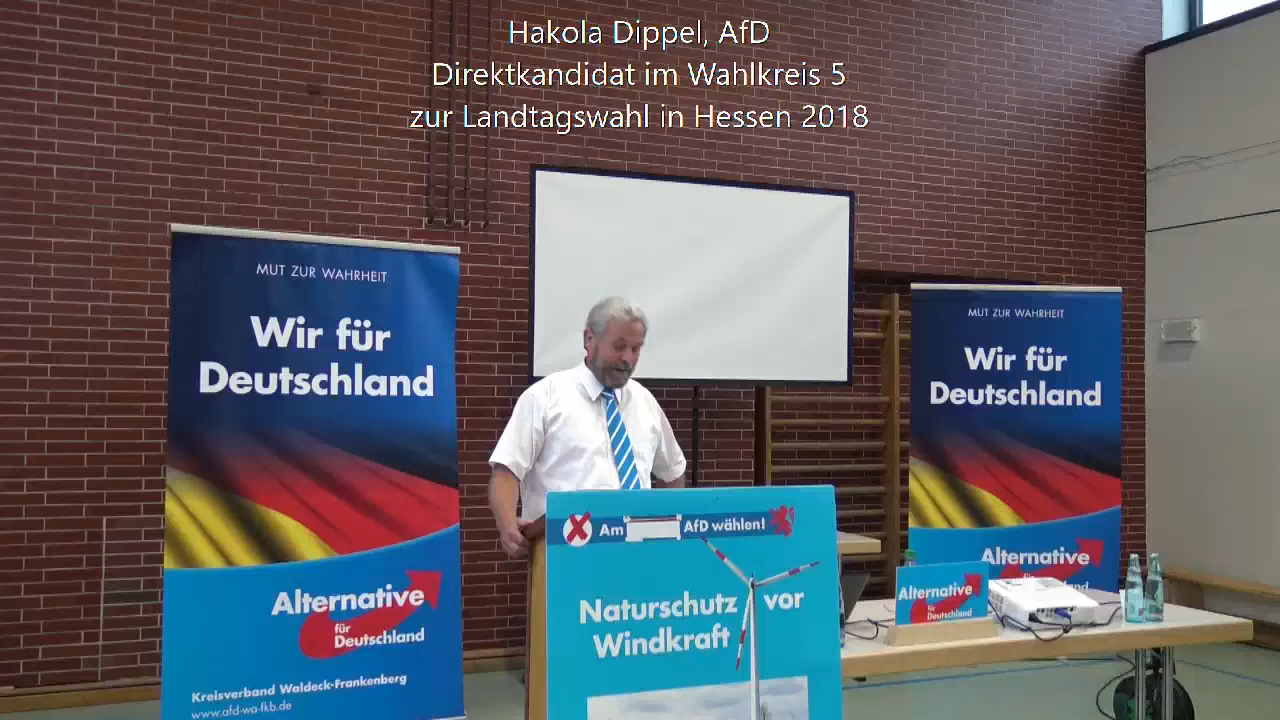 Hakola Dippel, AfD
Direktkandidat im Wahlkreis 5
zur Landtagswahl in Hessen 2018
MUT ZUR WAHRHEIT
Wir für
Deutschland
Alternative
für
Deutschland
Kreisverband Waldeck-Frankenberg
www.afd-wa-fkb.de
Am AfD wählen!
Naturschutz vor
Windkraft
MUT ZUR WAHRHEIT
Wir für
Deutschland
Alternative
für
Alternative
für
Deutschland